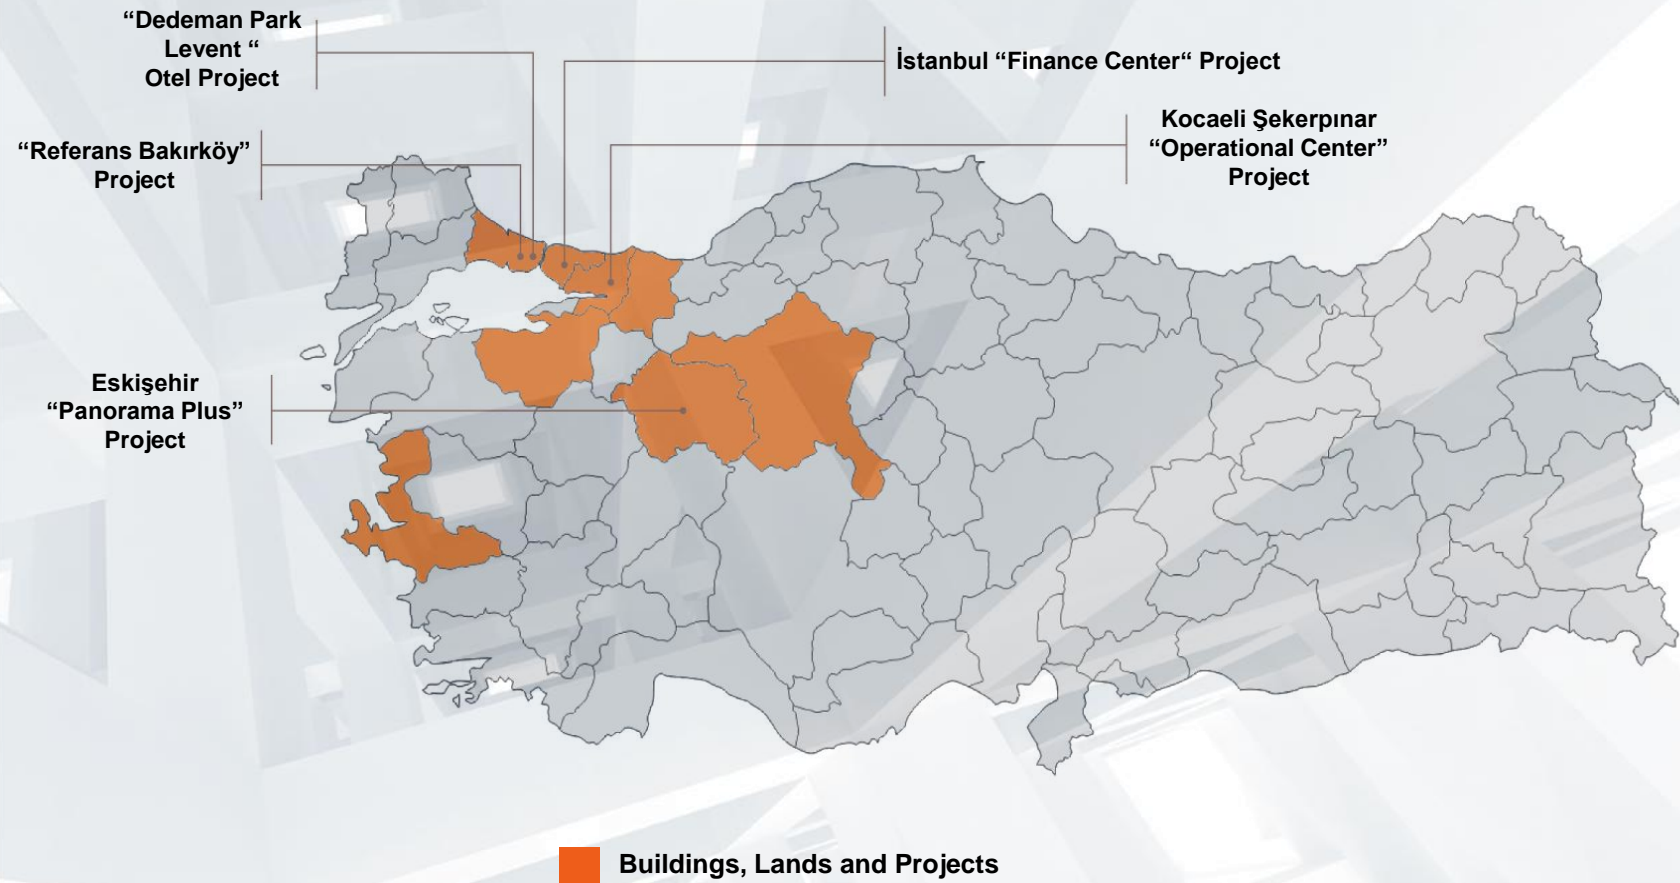 “Dedeman Park
Levent “
Otel Project
İstanbul “Finance Center“ Project
Kocaeli Şekerpınar
“Operational Center”
Project
“Referans Bakırköy”
Project
Eskişehir
“Panorama Plus”
Project
Buildings, Lands and Projects